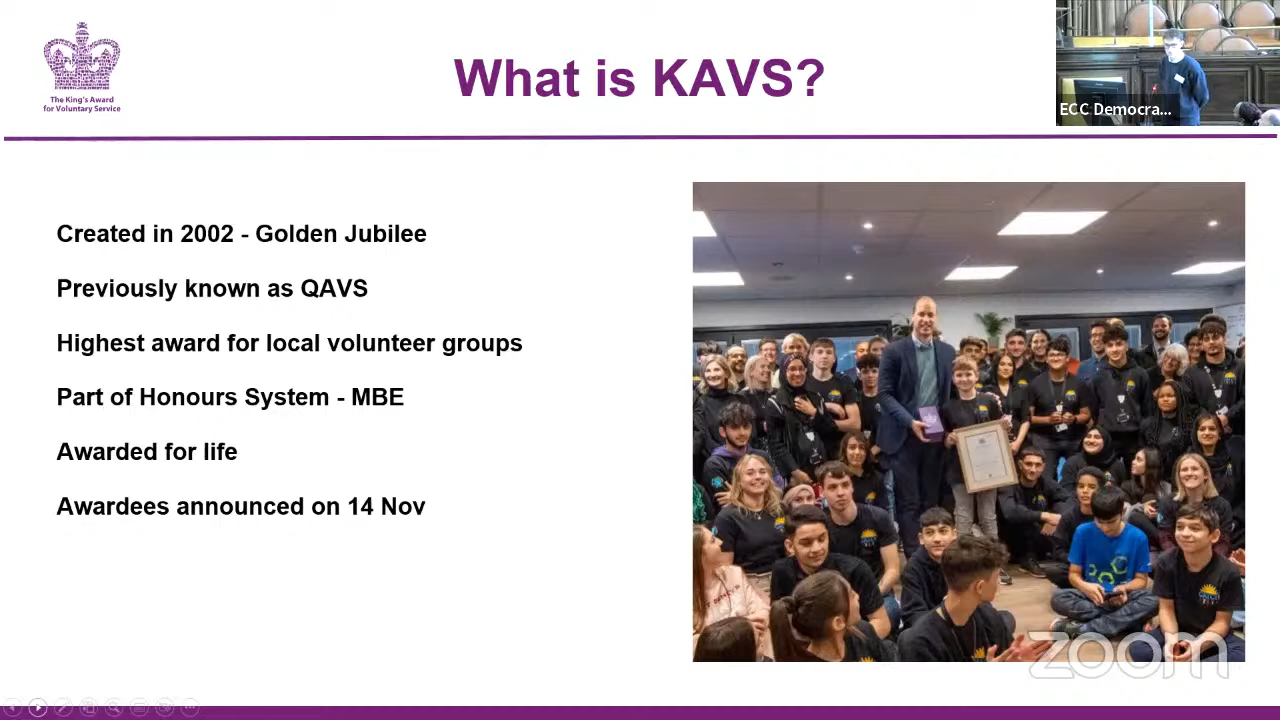 The King's Award
for Voluntary Service
What is KAVS?
ECC Democra...
Created in 2002 - Golden Jubilee
Previously known as QAVS
Highest award for local volunteer groups
Part of Honours System - MBE
Awarded for life
Awardees announced on 14 Nov
zoom